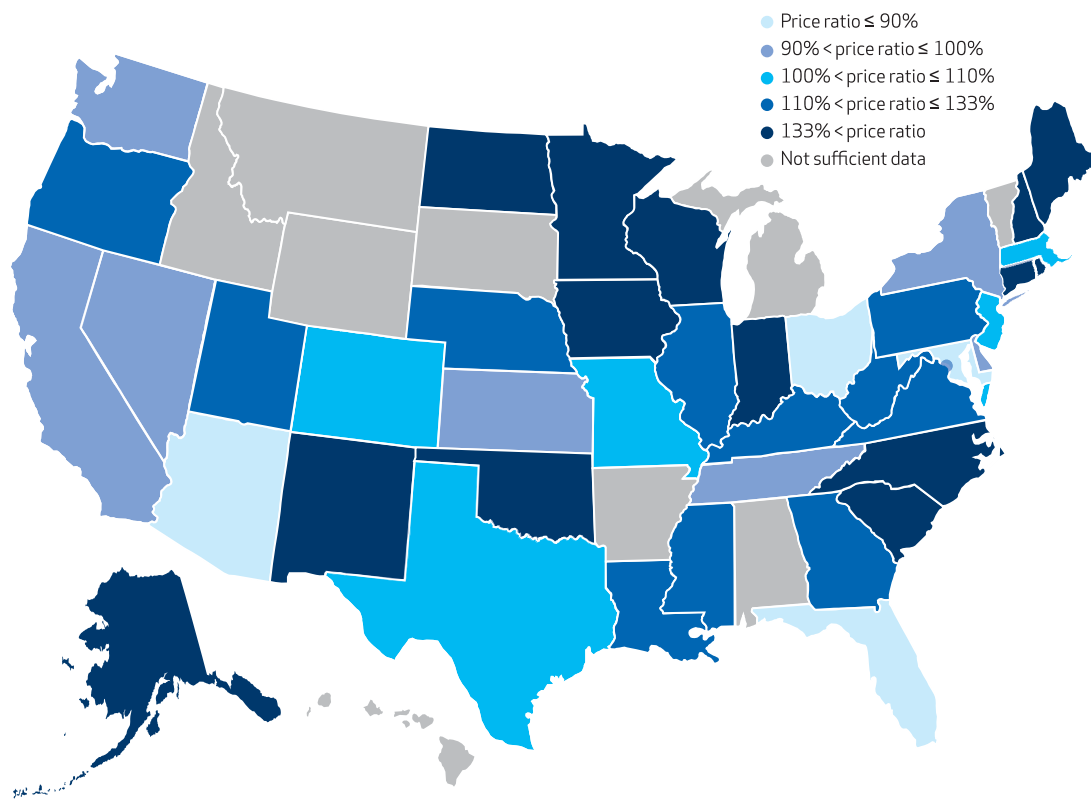 Price ratio ≤ 90%
90% < price ratio ≤ 100%
100% < price ratio ≤ 110%
110% < price ratio ≤ 133%
133% < price ratio
Not sufficient data